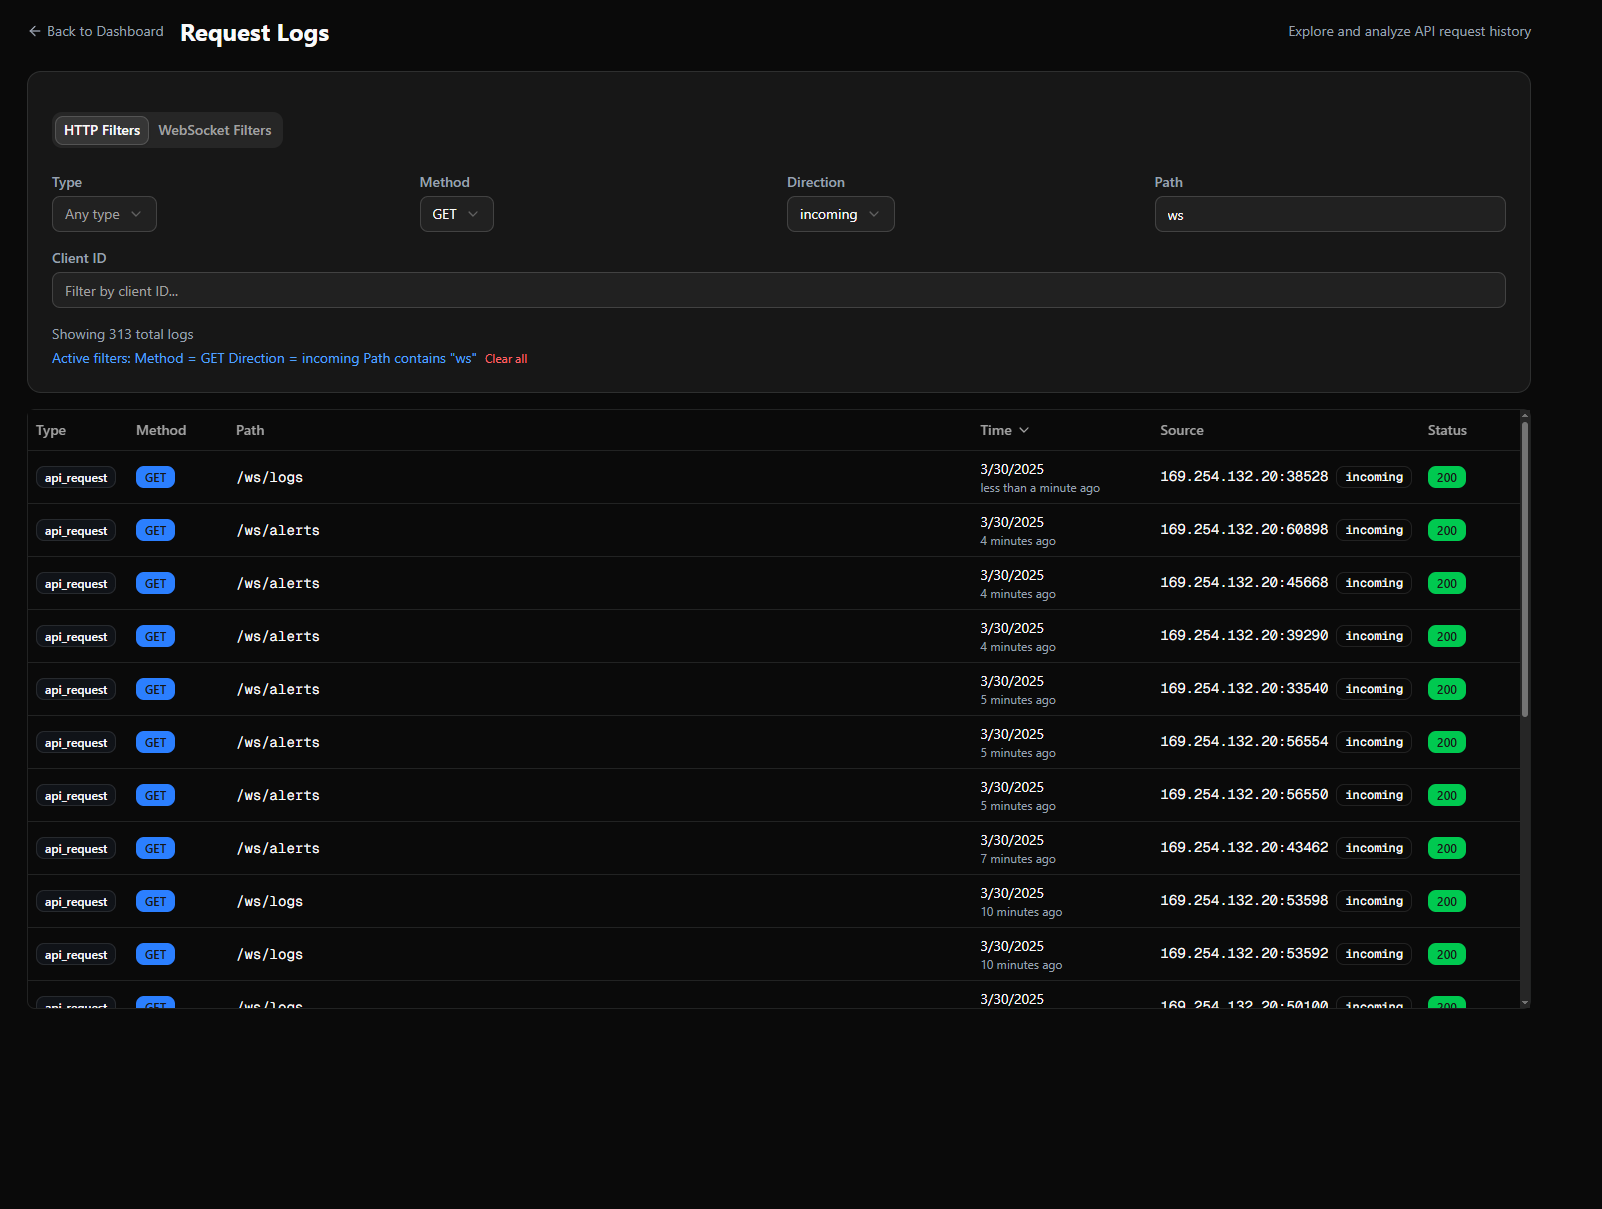 Back to Dashboard Request Logs Explore and analyze API request history
HTTP Filters WebSocket Filters
Type Method Direction Path
Any type GET incoming ws
Client ID
Filter by client ID...
Showing 313 total logs
Active filters: Method = GET Direction = incoming Path contains "ws" Clear all
Type Method Path Time Source Status
api_request GET /ws/logs 3/30/2025 169.254.132.20:38528 incoming 200
less than a minute ago
api_request GET /ws/alerts 3/30/2025 169.254.132.20:60898 incoming 200
4 minutes ago
api_request GET /ws/alerts 3/30/2025 169.254.132.20:45668 incoming 200
4 minutes ago
api_request GET /ws/alerts 3/30/2025 169.254.132.20:39290 incoming 200
4 minutes ago
api_request GET /ws/alerts 3/30/2025 169.254.132.20:33540 incoming 200
5 minutes ago
api_request GET /ws/alerts 3/30/2025 169.254.132.20:56554 incoming 200
5 minutes ago
api_request GET /ws/alerts 3/30/2025 169.254.132.20:56550 incoming 200
5 minutes ago
api_request GET /ws/alerts 3/30/2025 169.254.132.20:43462 incoming 200
7 minutes ago
api_request GET /ws/logs 3/30/2025 169.254.132.20:53598 incoming 200
10 minutes ago
api_request GET /ws/logs 3/30/2025 169.254.132.20:53592 incoming 200
10 minutes ago
api_request GET /ws/logs 3/30/2025 169.254.132.20:50100 incoming 200